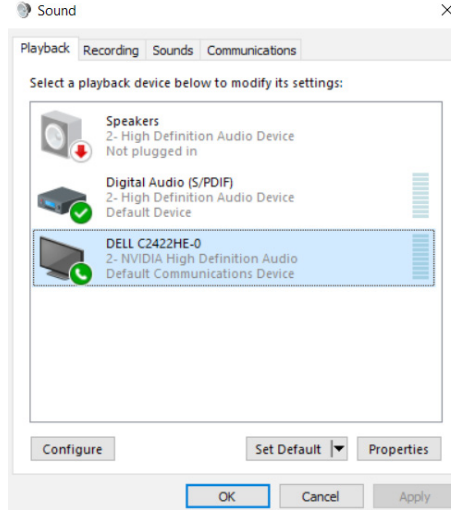 Sound
Playback Recording Sounds Communications
Select a playback device below to modify its settings:
Speakers
2- High Definition Audio Device
Not plugged in
Digital Audio (S/PDIF)
2- High Definition Audio Device
Default Device
DELL C2422HE-0
2- NVIDIA High Definition Audio
Default Communications Device
Configure Set Default Properties
OK Cancel Apply